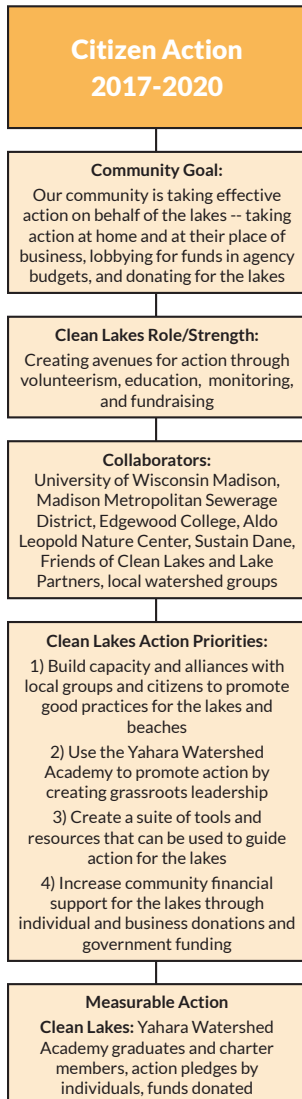 Citizen Action
2017-2020
Community Goal:
Our community is taking effective
action on behalf of the lakes -- taking
action at home and at their place of
business, lobbying for funds in agency
budgets, and donating for the lakes
Clean Lakes Role/Strength:
Creating avenues for action through
volunteerism, education, monitoring,
and fundraising
Collaborators:
University of Wisconsin Madison,
Madison Metropolitan Sewerage
District, Edgewood College, Aldo
Leopold Nature Center, Sustain Dane,
Friends of Clean Lakes and Lake
Partners, local watershed groups
Clean Lakes Action Priorities:
1) Build capacity and alliances with
local groups and citizens to promote
good practices for the lakes and
beaches
2) Use the Yahara Watershed
Academy to promote action by
creating grassroots leadership
3) Create a suite of tools and
resources that can be used to guide
action for the lakes
4) Increase community financial
support for the lakes through
individual and business donations and
government funding
Measurable Action
Clean Lakes: Yahara Watershed
Academy graduates and charter
members, action pledges by
individuals, funds donated